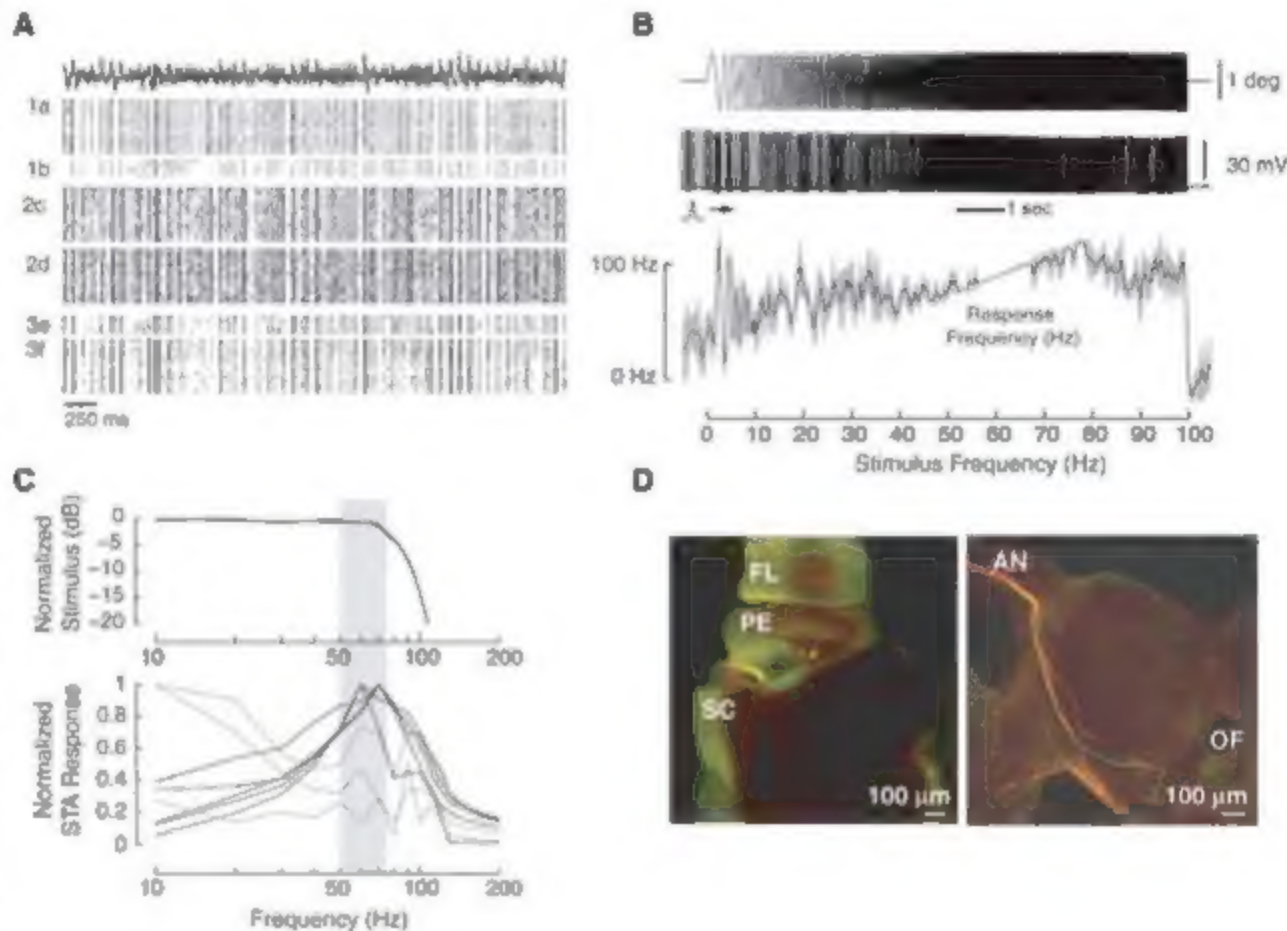 A
1a
1b
2c
2d
3e
3f
250 ms
B
1 deg
30 mV
1 sec
100 Hz
Response
Frequency (Hz)
0 Hz
0 10 20 30 40 50 60 70 80 90 100
Stimulus Frequency (Hz)
C
Normalized
Stimulus (dB)
0
-5
-10
-15
-20
10 50 100 200
Normalized
STA Response
1
0.8
0.6
0.4
0.2
0
10 50 100 200
Frequency (Hz)
D
FL
PE
SC
100 µm
AN
OF
100 µm